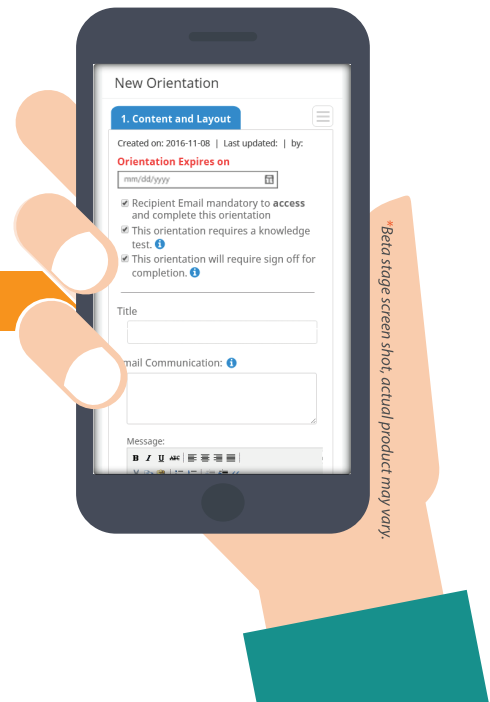 New Orientation
1. Content and Layout
Created on: 2016-11-08 | Last updated: | by:
Orientation Expires on
mm/dd/yyyy
Recipient Email mandatory to access
and complete this orientation
This orientation requires a knowledge
test.
This orientation will require sign off for
completion.
Title
mail Communication:
Message:
B I U ABC
*Beta stage screen shot, actual product may vary.